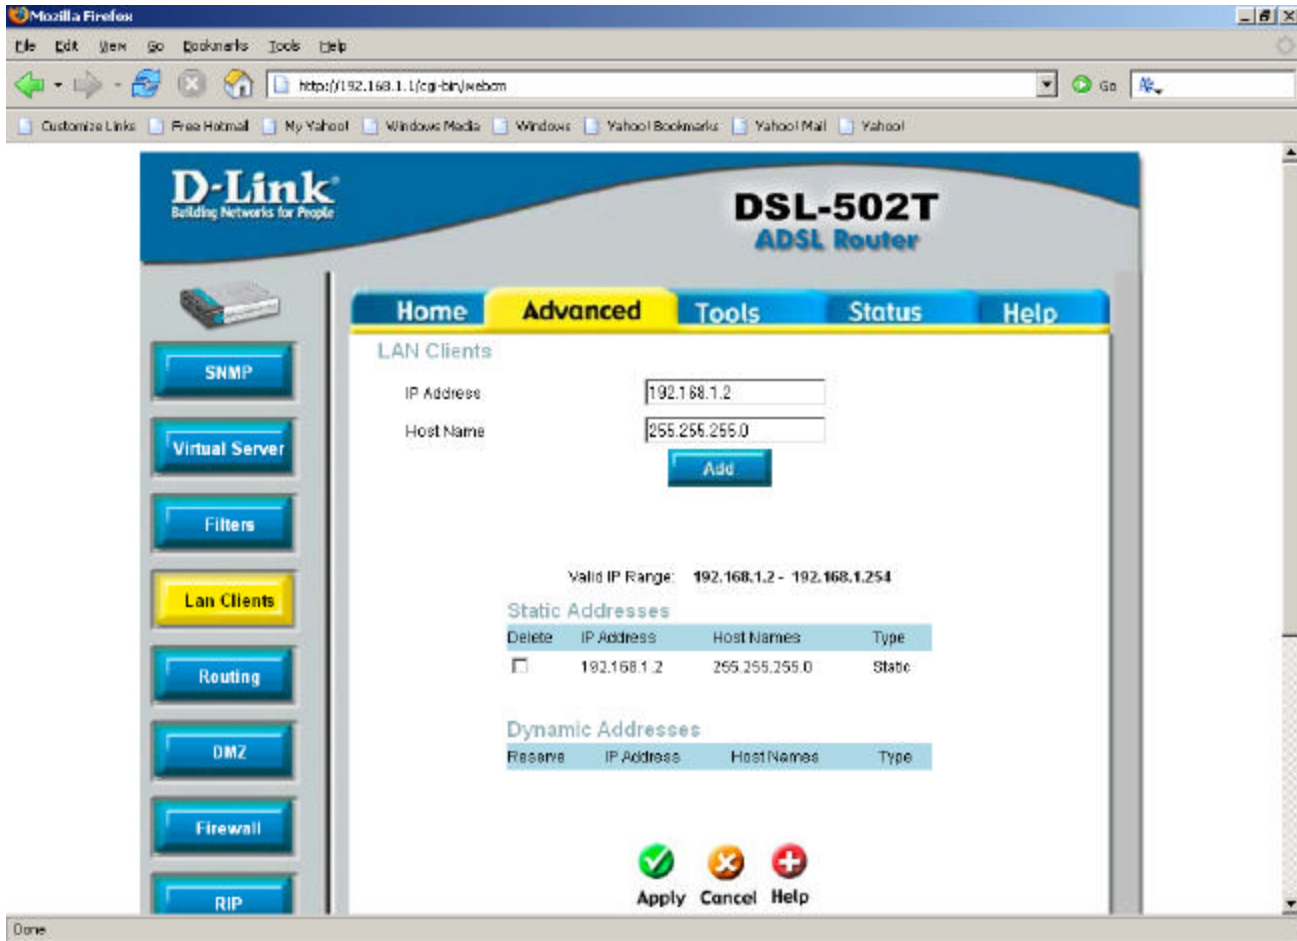 Mozilla Firefox
File Edit View Go Bookmarks Tools Help
http://192.168.1.1/cgi-bin/webcm Go
Customize Links Free Hotmail My Yahoo! Windows Media Windows Yahoo! Bookmarks Yahoo! Mail Yahoo!
D-Link
Building Networks for People
DSL-502T
ADSL Router
Home Advanced Tools Status Help
SNMP
Virtual Server
Filters
Lan Clients
Routing
DMZ
Firewall
RIP
LAN Clients
IP Address 192.168.1.2
Host Name 255.255.255.0
Add
Valid IP Range: 192.168.1.2 - 192.168.1.254
Static Addresses
Delete IP Address Host Names Type
192.168.1.2 255.255.255.0 Static
Dynamic Addresses
Reserve IP Address Host Names Type
Apply Cancel Help
Done